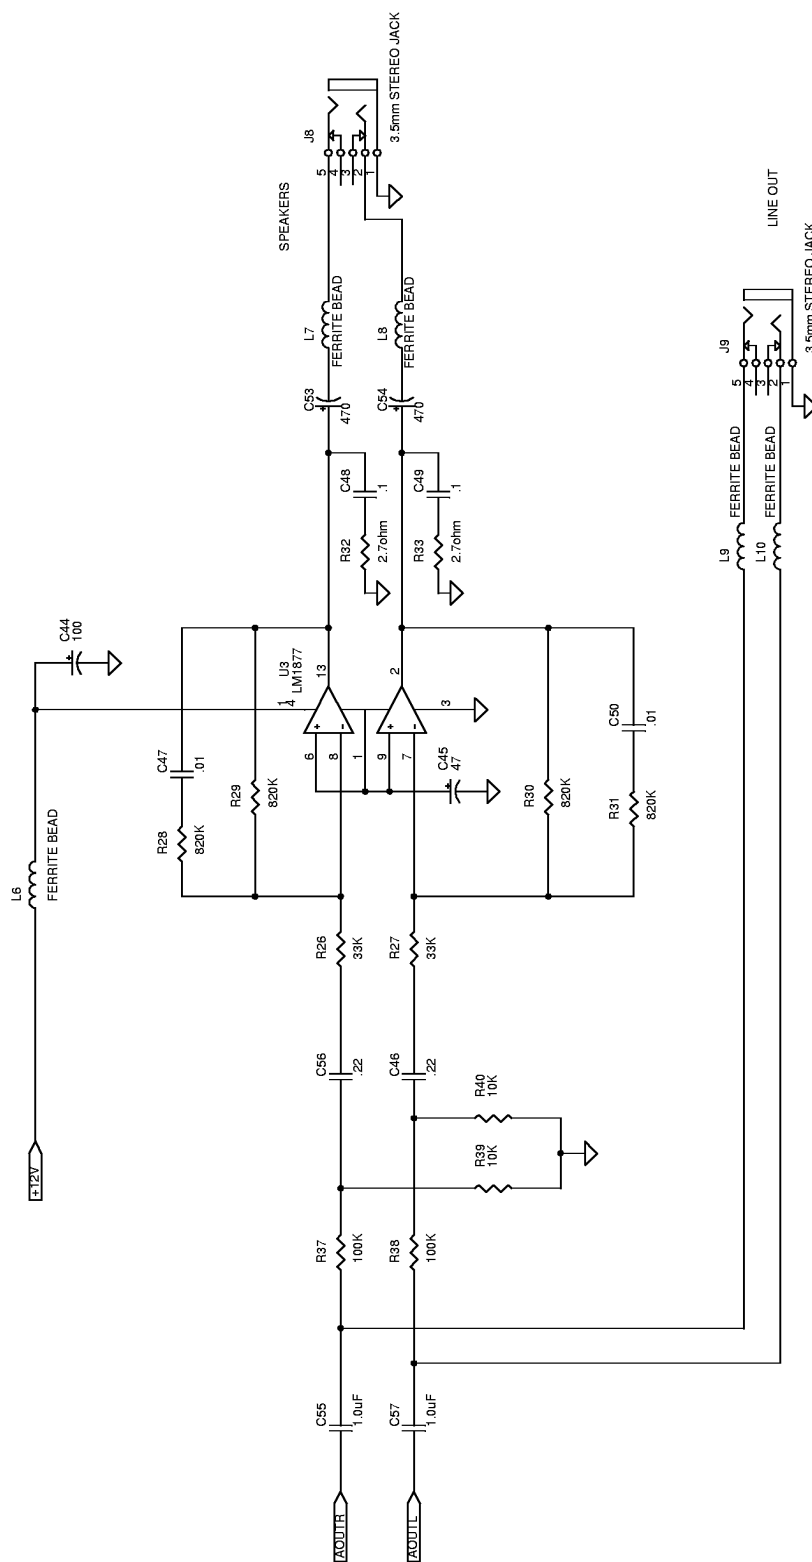 +12V
L6
FERRITE BEAD
C44
100
C47
.01
R28
820K
R29
820K
U3
LM1877
1
4
13
6
8
1
9
7
2
3
C45
47
R30
820K
R31
820K
C50
.01
AOUTR
C55
1.0uF
R37
100K
C56
.22
R26
33K
AOUTL
C57
1.0uF
R38
100K
C46
.22
R27
33K
R39
10K
R40
10K
R32
2.7ohm
C48
.1
R33
2.7ohm
C49
.1
C53
470
+
C54
470
+
L7
FERRITE BEAD
L8
FERRITE BEAD
SPEAKERS
J8
5
4
3
2
1
3.5mm STEREO JACK
L9
FERRITE BEAD
L10
FERRITE BEAD
LINE OUT
J9
5
4
3
2
1
3.5mm STEREO JACK